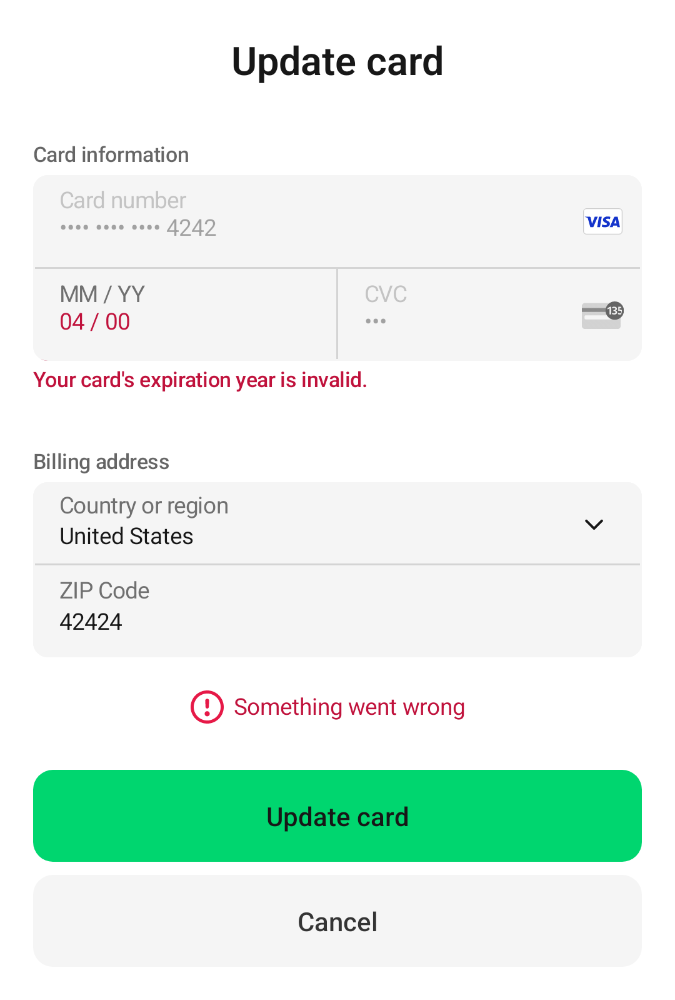 Update card
Card information
Card number
•••• •••• •••• 4242
VISA
MM / YY
04 / 00
CVC
•••
135
Your card's expiration year is invalid.
Billing address
Country or region
United States
ZIP Code
42424
Something went wrong
Update card
Cancel